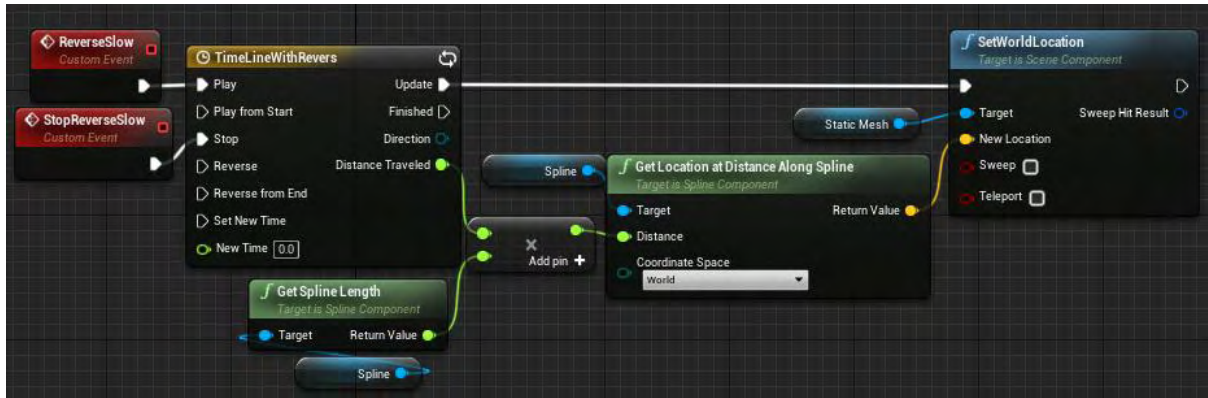 ReverseSlow
Custom Event
StopReverseSlow
Custom Event
TimeLineWithRevers
Play
Update
Play from Start
Finished
Stop
Direction
Reverse
Distance Traveled
Reverse from End
Set New Time
New Time 0.0
Get Spline Length
Target is Spline Component
Target
Return Value
Spline
Add pin +
Spline
Get Location at Distance Along Spline
Target is Spline Component
Target
Return Value
Distance
Coordinate Space
World
Static Mesh
SetWorldLocation
Target is Scene Component
Target
Sweep Hit Result
New Location
Sweep
Teleport